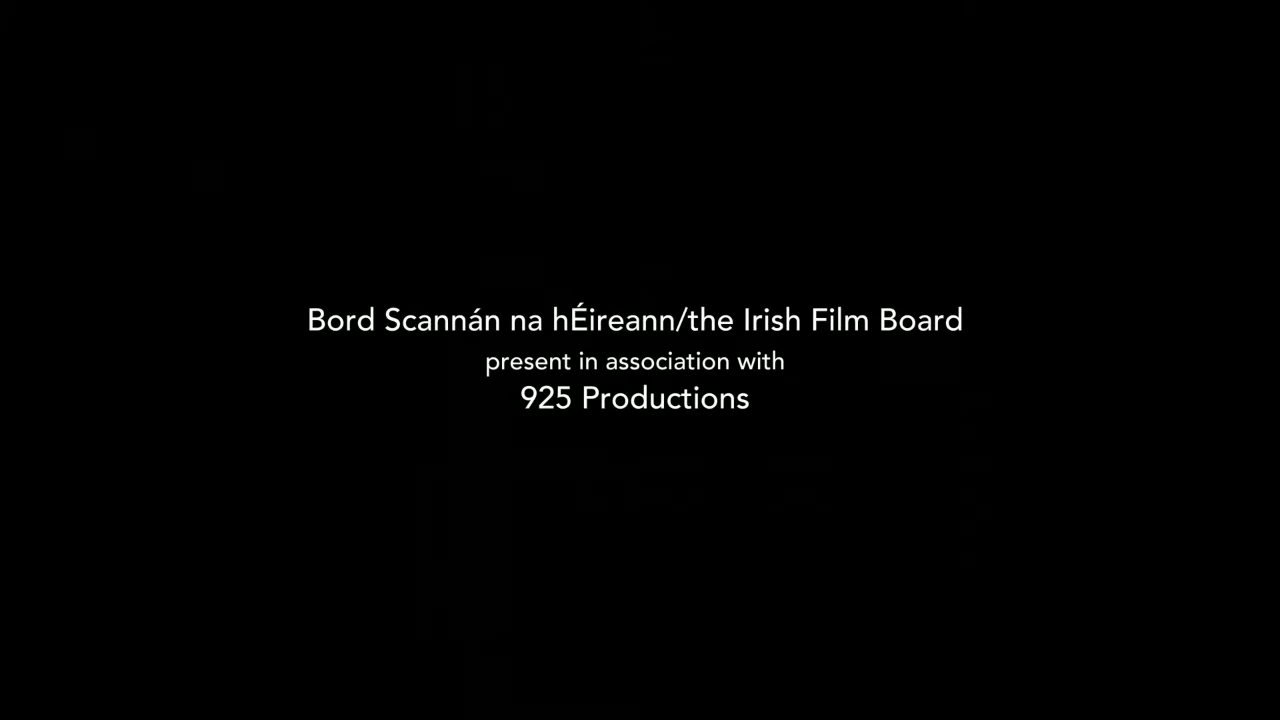 Bord Scannán na hÉireann/the Irish Film Board
present in association with
925 Productions